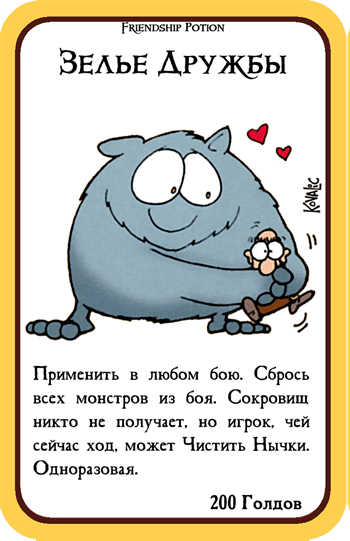 Friendship Potion
Зелье Дружбы
Kovalic
Применить в любом бою. Сбрось
всех монстров из боя. Сокровищ
никто не получает, но игрок, чей
сейчас ход, может Чистить Нычки.
Одноразовая.
200 Голдов